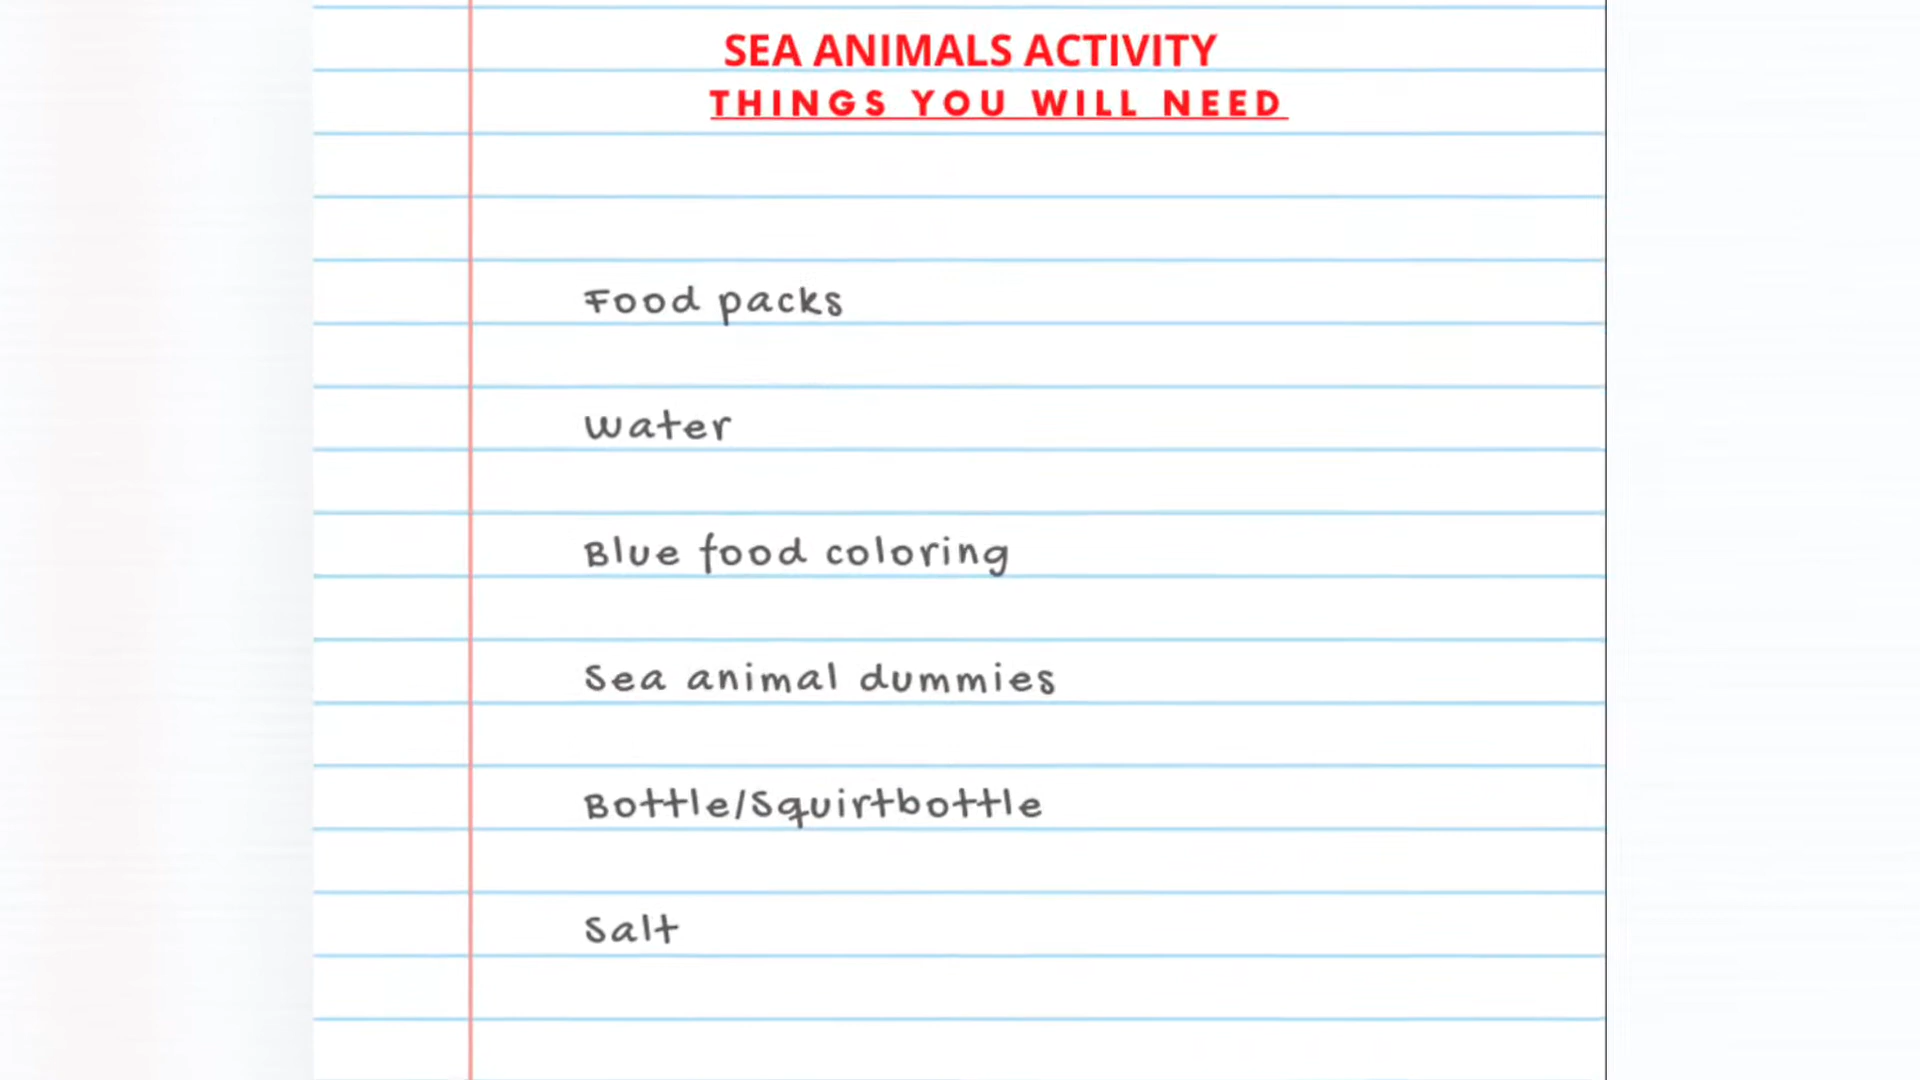 SEA ANIMALS ACTIVITY
THINGS YOU WILL NEED
Food packs
Water
Blue food coloring
Sea animal dummies
Bottle/Squirtbottle
Salt